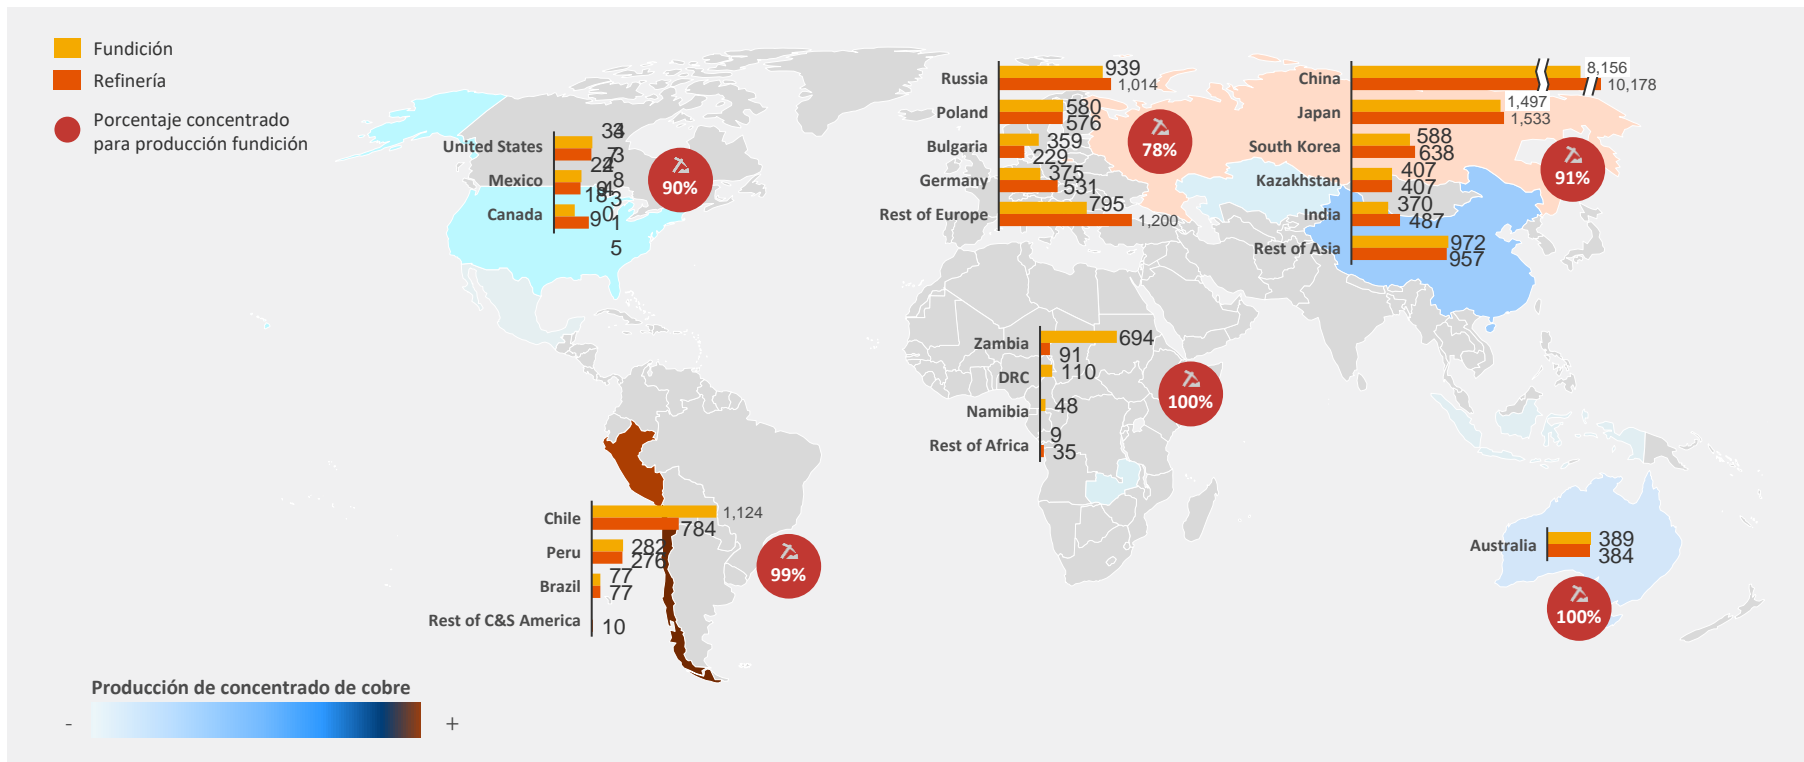 Fundición
Refinería
Porcentaje concentrado
para producción fundición
United States
Mexico
Canada
90%
Russia 939
1,014
Poland 580
576
Bulgaria 359
229
Germany 375
531
Rest of Europe 795
1,200
78%
China 8,156
10,178
Japan 1,497
1,533
South Korea 588
638
Kazakhstan 407
407
India 370
487
Rest of Asia 972
957
91%
Zambia 694
91
DRC 110
Namibia 48
Rest of Africa 9
35
100%
Chile 1,124
784
Peru 282
276
Brazil 77
77
Rest of C&S America 10
99%
Australia 389
384
100%
Producción de concentrado de cobre
- +